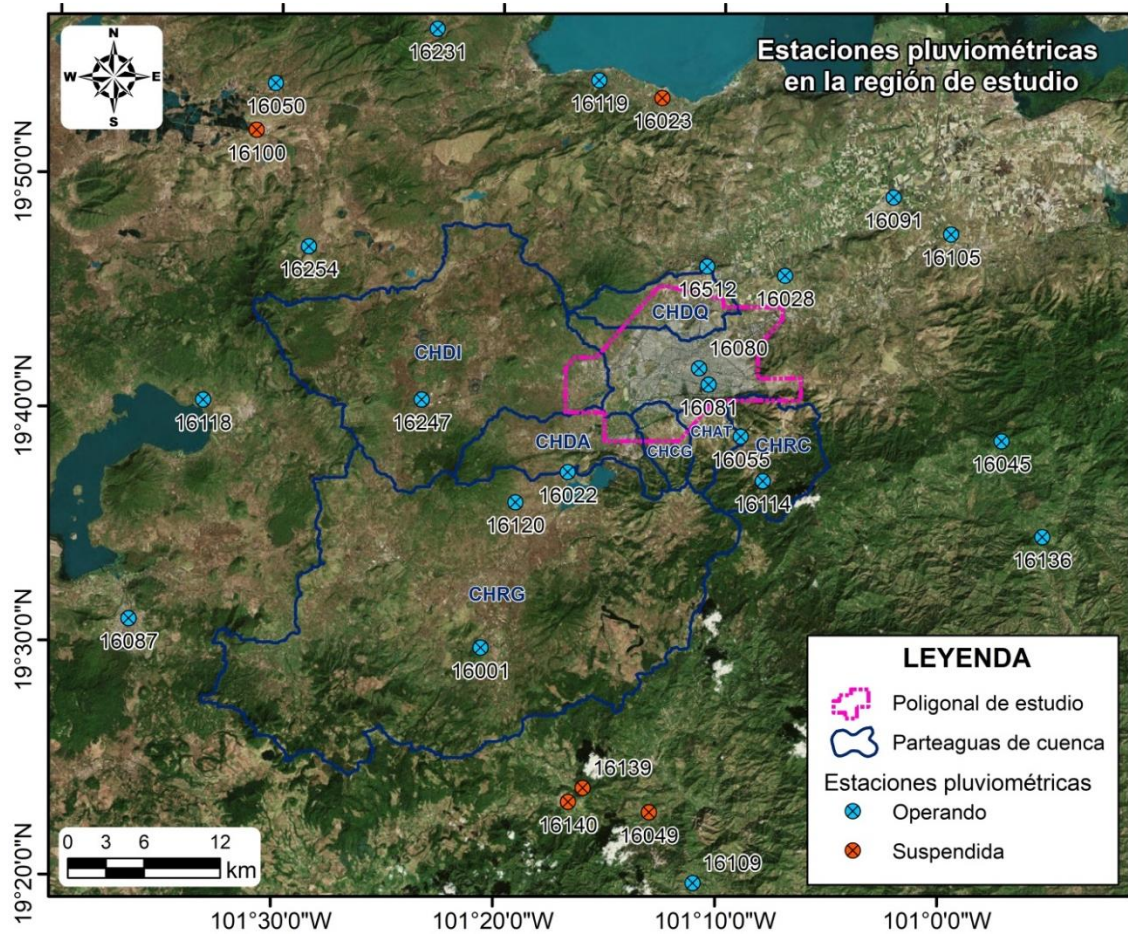 Estaciones pluviométricas
en la región de estudio
N
W E
S
16231
16050
16119
16023
16100
19°50'0"N
16091
16105
16254
16512
16028
CHDQ
16080
CHDI
19°40'0"N
16118
16247
16081
CHDA
CHAT
CHCG
CHRC
16055
16045
16022
16114
16120
16136
CHRG
16087
19°30'0"N
16001
LEYENDA
Poligonal de estudio
Parteaguas de cuenca
Estaciones pluviométricas
Operando
Suspendida
16139
16140
16049
16109
0 3 6 12
km
19°20'0"N
101°30'0"W 101°20'0"W 101°10'0"W 101°0'0"W